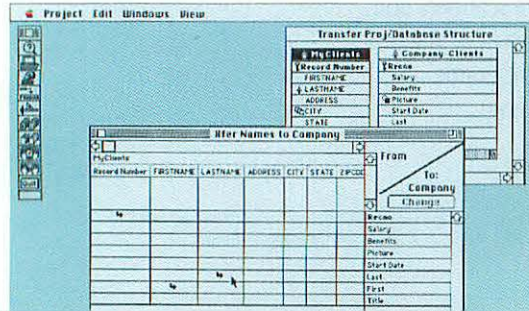 Project Edit Windows View
Transfer Proj/Database Structure
MyClients
Record Number
FIRSTNAME
LASTNAME
ADDRESS
CITY
STATE
Company Clients
Recno
Salary
Benefits
Picture
Start Date
Last
Xfer Names to Company
MyClients
Record Number FIRSTNAME LASTNAME ADDRESS CITY STATE ZIPCODE
From
To:
Company
Change
Recno
Salary
Benefits
Picture
Start Date
Last
First
Title
Quit